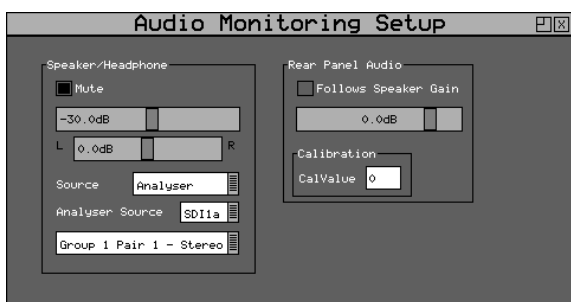 Audio Monitoring Setup
Speaker/Headphone
Mute
-30.0dB
L 0.0dB R
Source Analyser
Analyser Source SDI1a
Group 1 Pair 1 - Stereo
Rear Panel Audio
Follows Speaker Gain
0.0dB
Calibration
CalValue 0